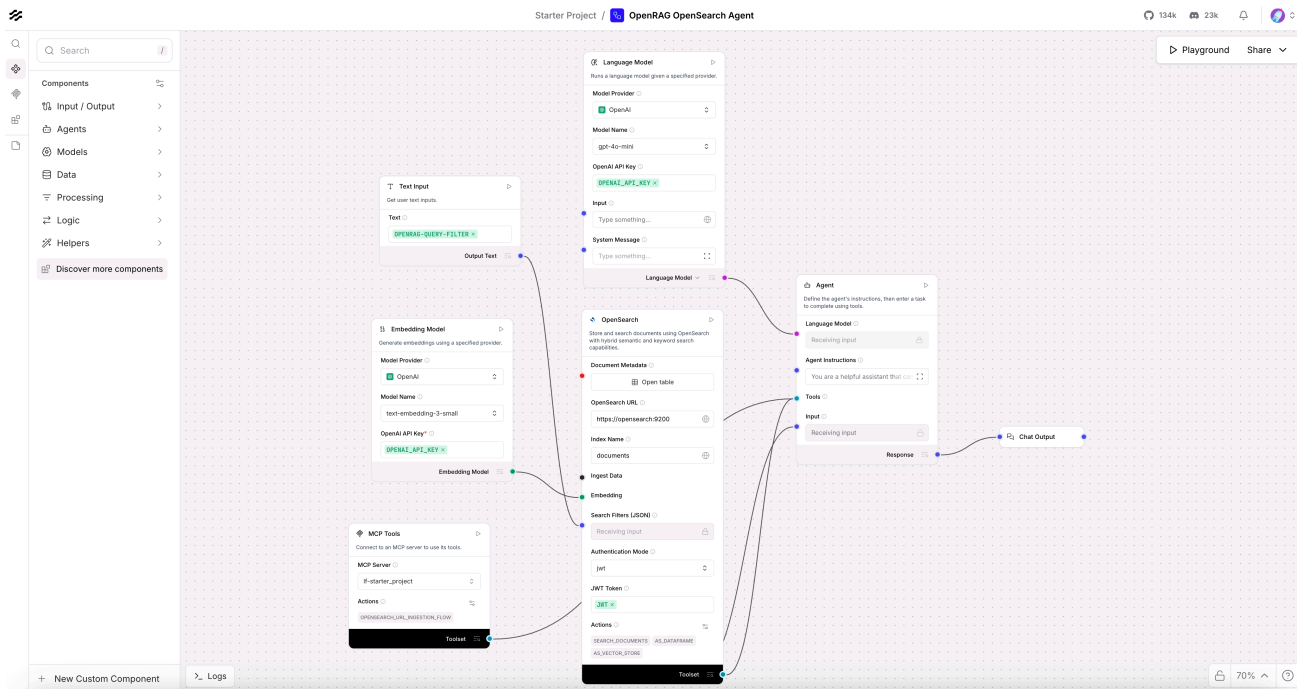 Starter Project / OpenRAG OpenSearch Agent
134k
23k
Search /
Playground
Share
Components
Input / Output
Agents
Models
Data
Processing
Logic
Helpers
Discover more components
New Custom Component
Logs
70%
Language Model
Runs a language model given a specified provider.
Model Provider
OpenAI
Model Name
gpt-4o-mini
OpenAI API Key
OPENAI_API_KEY ×
Input
Type something...
System Message
Type something...
Language Model
Text Input
Get user text inputs.
Text
OPENRAG-QUERY-FILTER ×
Output Text
Embedding Model
Generate embeddings using a specified provider.
Model Provider
OpenAI
Model Name
text-embedding-3-small
OpenAI API Key*
OPENAI_API_KEY ×
Embedding Model
MCP Tools
Connect to an MCP server to use its tools.
MCP Server
lf-starter_project
Actions
OPENSEARCH_URL_INGESTION_FLOW
Toolset
OpenSearch
Store and search documents using OpenSearch
with hybrid semantic and keyword search
capabilities.
Document Metadata
Open table
OpenSearch URL
https://opensearch:9200
Index Name
documents
Ingest Data
Embedding
Search Filters (JSON)
Receiving input
Authentication Mode
jwt
JWT Token
JWT ×
Actions
SEARCH_DOCUMENTS AS_DATAFRAME
AS_VECTOR_STORE
Toolset
Agent
Define the agent's instructions, then enter a task
to complete using tools.
Language Model
Receiving input
Agent Instructions
You are a helpful assistant that
Tools
Input
Receiving input
Response
Chat Output